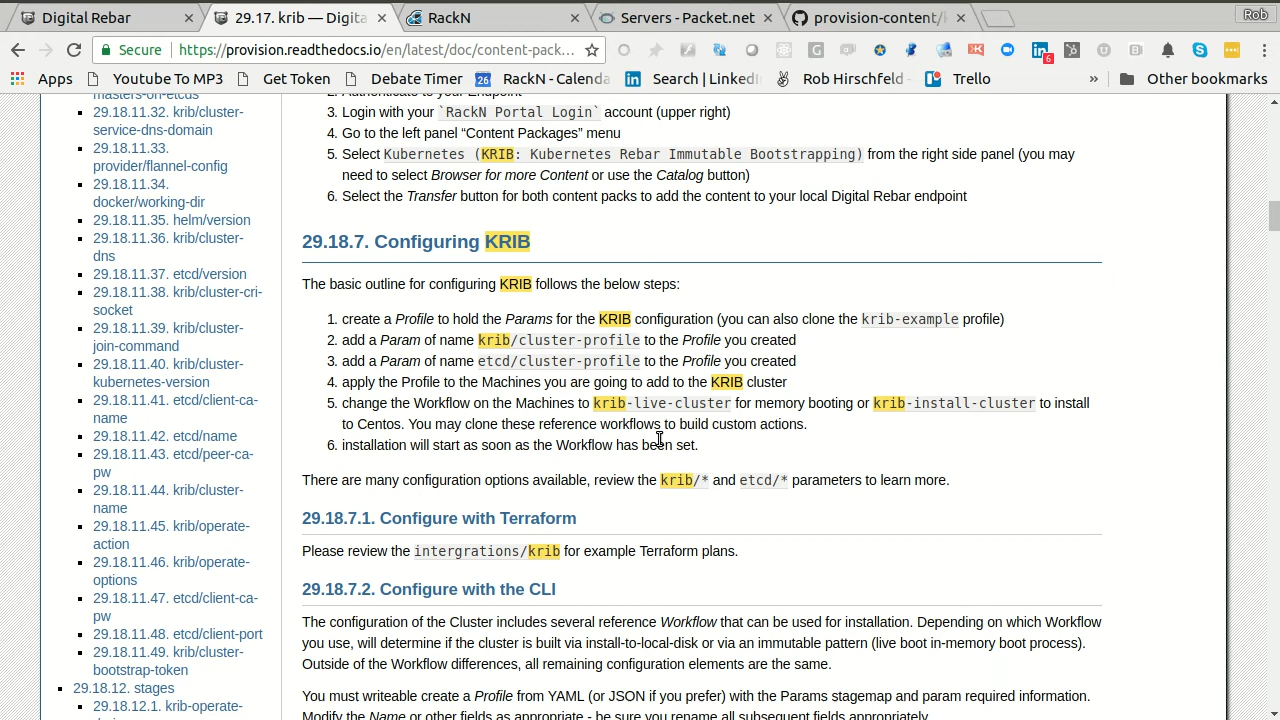 Digital Rebar
29.17. krib — Digita
RackN
Servers - Packet.net
provision-content/k
Rob
Secure
https://provision.readthedocs.io/en/latest/doc/content-pack...
6
Apps
Youtube To MP3
Get Token
Debate Timer
26
RackN - Calenda
Search | LinkedI
Rob Hirschfeld -
Trello
»
Other bookmarks
masters-on-etcds
29.18.11.32. krib/cluster-
service-dns-domain
29.18.11.33.
provider/flannel-config
29.18.11.34.
docker/working-dir
29.18.11.35. helm/version
29.18.11.36. krib/cluster-
dns
29.18.11.37. etcd/version
29.18.11.38. krib/cluster-cri-
socket
29.18.11.39. krib/cluster-
join-command
29.18.11.40. krib/cluster-
kubernetes-version
29.18.11.41. etcd/client-ca-
name
29.18.11.42. etcd/name
29.18.11.43. etcd/peer-ca-
pw
29.18.11.44. krib/cluster-
name
29.18.11.45. krib/operate-
action
29.18.11.46. krib/operate-
options
29.18.11.47. etcd/client-ca-
pw
29.18.11.48. etcd/client-port
29.18.11.49. krib/cluster-
bootstrap-token
29.18.12. stages
29.18.12.1. krib-operate-
2. Authenticate to your Endpoint
3. Login with your `RackN Portal Login` account (upper right)
4. Go to the left panel “Content Packages” menu
5. Select Kubernetes (KRIB: Kubernetes Rebar Immutable Bootstrapping) from the right side panel (you may
need to select Browser for more Content or use the Catalog button)
6. Select the Transfer button for both content packs to add the content to your local Digital Rebar endpoint
29.18.7. Configuring KRIB
The basic outline for configuring KRIB follows the below steps:
1. create a Profile to hold the Params for the KRIB configuration (you can also clone the krib-example profile)
2. add a Param of name krib/cluster-profile to the Profile you created
3. add a Param of name etcd/cluster-profile to the Profile you created
4. apply the Profile to the Machines you are going to add to the KRIB cluster
5. change the Workflow on the Machines to krib-live-cluster for memory booting or krib-install-cluster to install
to Centos. You may clone these reference workflows to build custom actions.
6. installation will start as soon as the Workflow has been set.
There are many configuration options available, review the krib/* and etcd/* parameters to learn more.
29.18.7.1. Configure with Terraform
Please review the intergrations/krib for example Terraform plans.
29.18.7.2. Configure with the CLI
The configuration of the Cluster includes several reference Workflow that can be used for installation. Depending on which Workflow
you use, will determine if the cluster is built via install-to-local-disk or via an immutable pattern (live boot in-memory boot process).
Outside of the Workflow differences, all remaining configuration elements are the same.
You must writeable create a Profile from YAML (or JSON if you prefer) with the Params stagemap and param required information.
Modify the Name or other fields as appropriate - be sure you rename all subsequent fields appropriately.